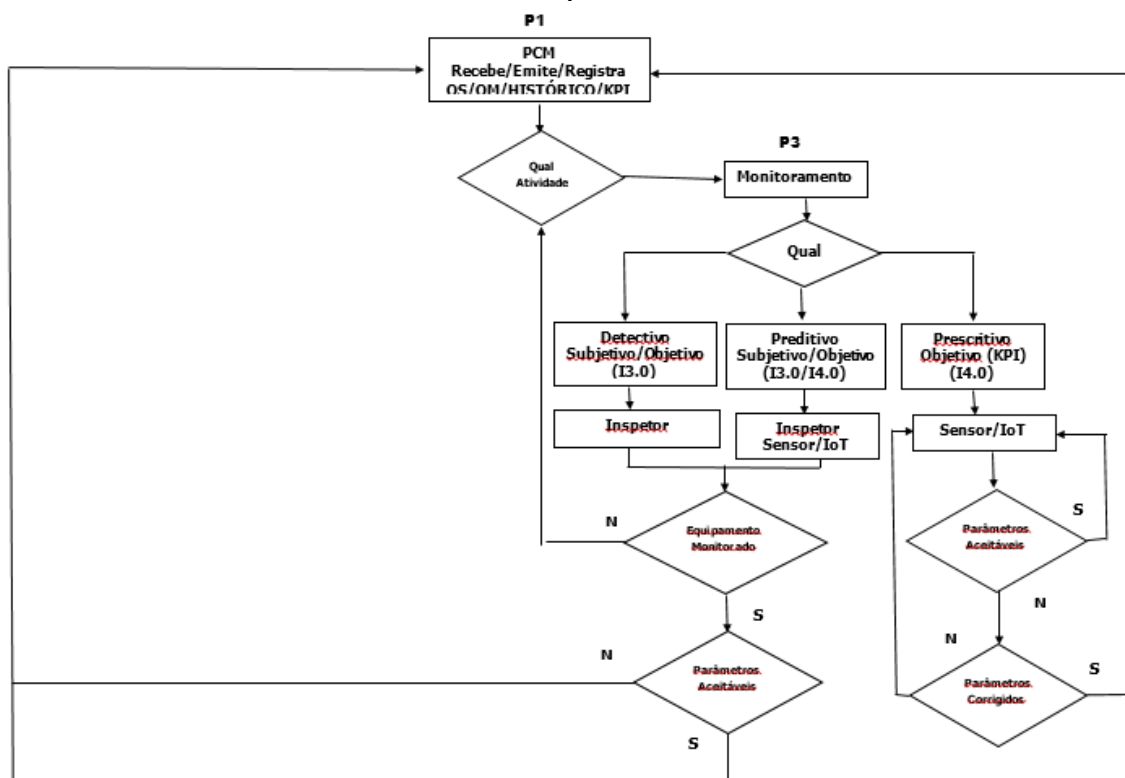 P1
PCM
Recebe/Emite/Registra
OS/OM/HISTÓRICO/KPI
Qual
Atividade
P3
Monitoramento
Qual
Detectivo
Subjetivo/Objetivo
(I3.0)
Preditivo
Subjetivo/Objetivo
(I3.0/I4.0)
Prescritivo
Objetivo (KPI)
(I4.0)
Inspetor
Inspetor
Sensor/IoT
Sensor/IoT
N
Equipamento
Monitorado
S
Parâmetros
Aceitáveis
S
N
N
Parâmetros
Aceitáveis
S
N
Parâmetros
Corrigidos
S